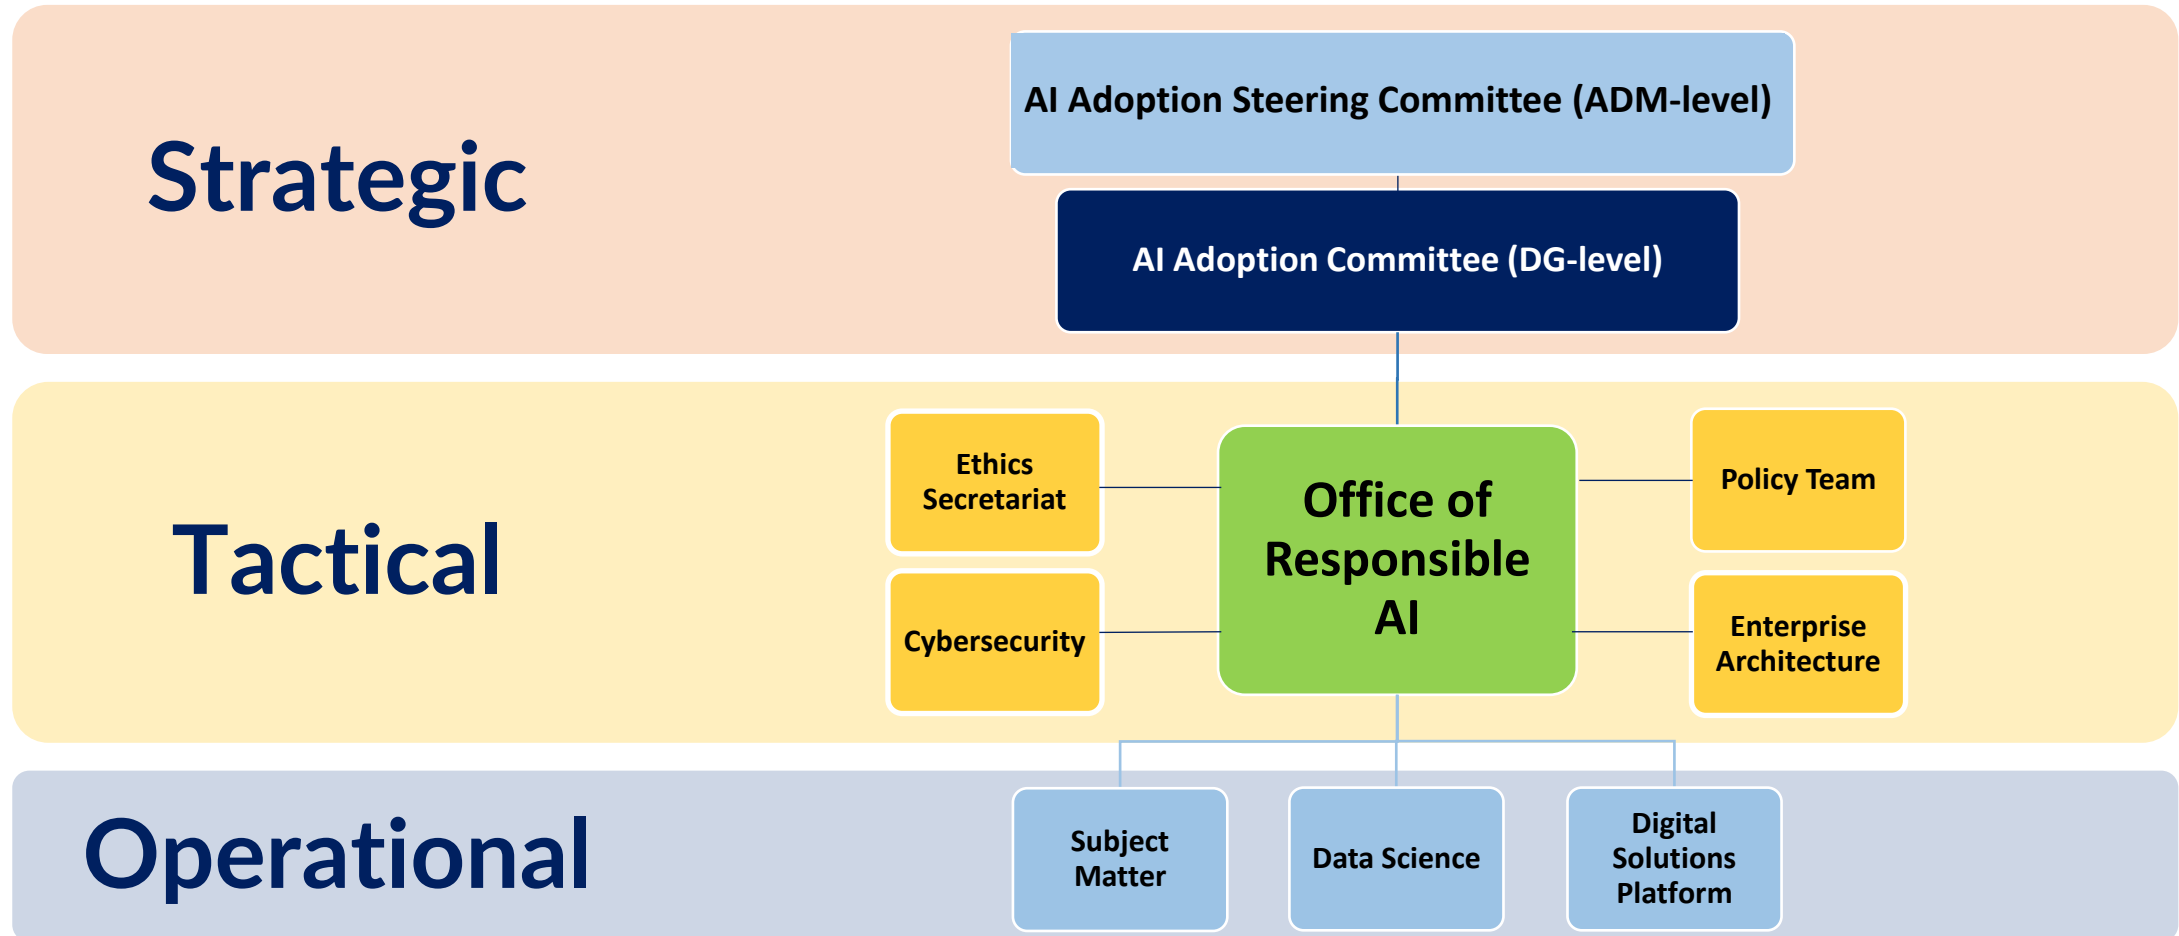 Strategic
AI Adoption Steering Committee (ADM-level)
AI Adoption Committee (DG-level)
Tactical
Ethics
Secretariat
Cybersecurity
Office of
Responsible
AI
Policy Team
Enterprise
Architecture
Operational
Subject
Matter
Data Science
Digital
Solutions
Platform